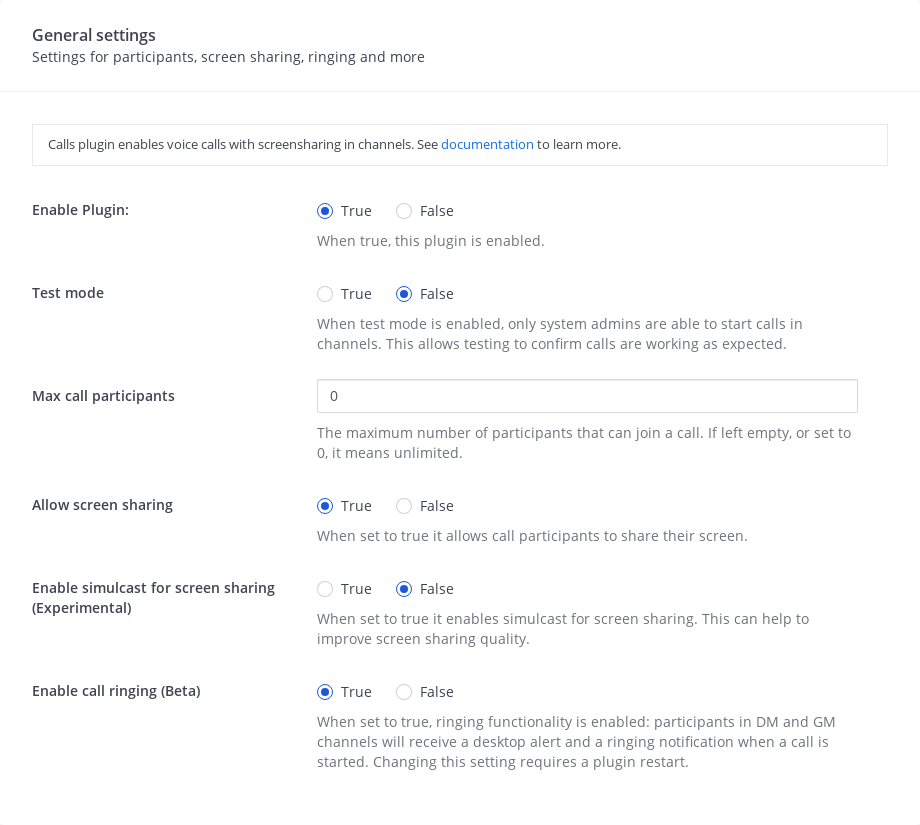 General settings
Settings for participants, screen sharing, ringing and more
Calls plugin enables voice calls with screensharing in channels. See documentation to learn more.
Enable Plugin:
True False
When true, this plugin is enabled.
Test mode
True False
When test mode is enabled, only system admins are able to start calls in
channels. This allows testing to confirm calls are working as expected.
Max call participants
0
The maximum number of participants that can join a call. If left empty, or set to
0, it means unlimited.
Allow screen sharing
True False
When set to true it allows call participants to share their screen.
Enable simulcast for screen sharing
(Experimental)
True False
When set to true it enables simulcast for screen sharing. This can help to
improve screen sharing quality.
Enable call ringing (Beta)
True False
When set to true, ringing functionality is enabled: participants in DM and GM
channels will receive a desktop alert and a ringing notification when a call is
started. Changing this setting requires a plugin restart.